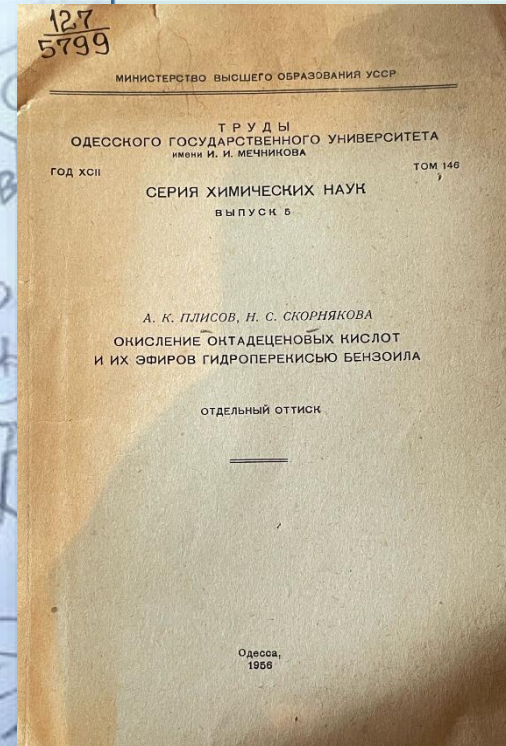 127
5799
МИНИСТЕРСТВО ВЫСШЕГО ОБРАЗОВАНИЯ УССР
ТРУДЫ
ОДЕССКОГО ГОСУДАРСТВЕННОГО УНИВЕРСИТЕТА
имени И. И. МЕЧНИКОВА
ГОД XCII
ТОМ 146
СЕРИЯ ХИМИЧЕСКИХ НАУК
ВЫПУСК 5
А. К. ПЛИСОВ, Н. С. СКОРНЯКОВА
ОКИСЛЕНИЕ ОКТАДЕЦЕНОВЫХ КИСЛОТ
И ИХ ЭФИРОВ ГИДРОПЕРЕКИСЬЮ БЕНЗОИЛА
ОТДЕЛЬНЫЙ ОТТИСК
Одесса,
1956